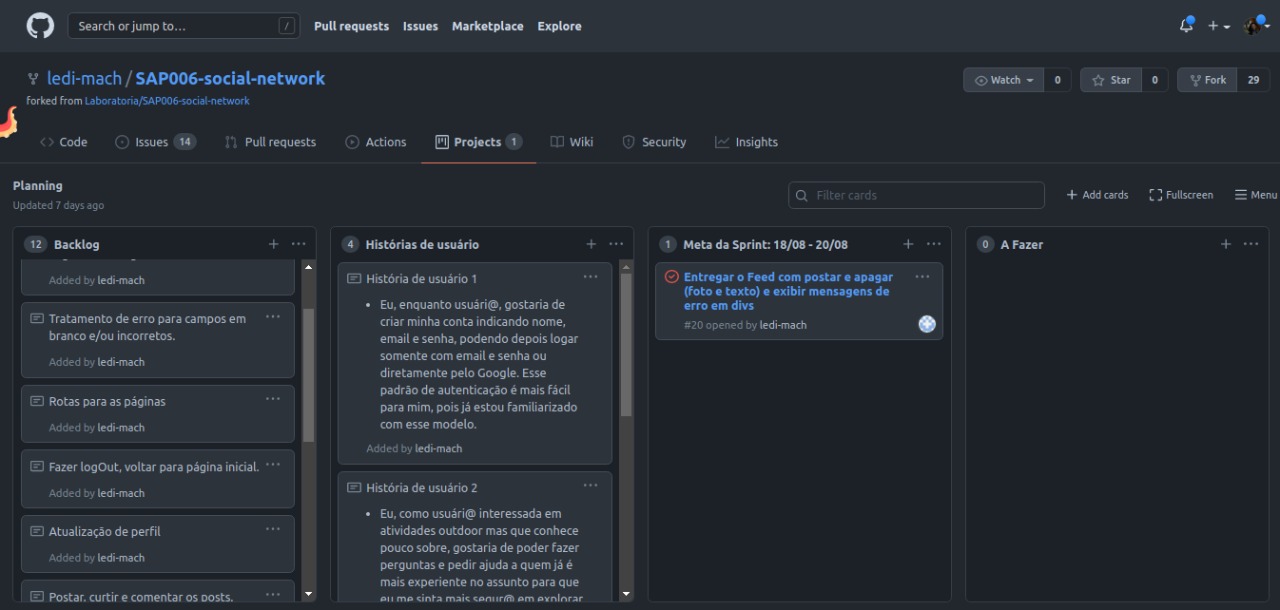 Search or jump to...
/
Pull requests Issues Marketplace Explore
ledi-mach / SAP006-social-network
forked from Laboratoria/SAP006-social-network
Watch 0
Star 0
Fork 29
Code
Issues 14
Pull requests
Actions
Projects 1
Wiki
Security
Insights
Planning
Updated 7 days ago
Filter cards
+ Add cards
Fullscreen
Menu
12 Backlog
Added by ledi-mach
Tratamento de erro para campos em
branco e/ou incorretos.
Added by ledi-mach
Rotas para as páginas
Added by ledi-mach
Fazer logOut, voltar para página inicial.
Added by ledi-mach
Atualização de perfil
Added by ledi-mach
Postar, curtir e comentar os posts.
4 Histórias de usuário
História de usuário 1
• Eu, enquanto usuári@, gostaria de
criar minha conta indicando nome,
email e senha, podendo depois logar
somente com email e senha ou
diretamente pelo Google. Esse
padrão de autenticação é mais fácil
para mim, pois já estou familiarizado
com esse modelo.
Added by ledi-mach
História de usuário 2
• Eu, como usuári@ interessada em
atividades outdoor mas que conhece
pouco sobre, gostaria de poder fazer
perguntas e pedir ajuda a quem já é
mais experiente no assunto para que
eu me sinta mais segur@ em explorar
1 Meta da Sprint: 18/08 - 20/08
Entregar o Feed com postar e apagar
(foto e texto) e exibir mensagens de
erro em divs
#20 opened by ledi-mach
0 A Fazer